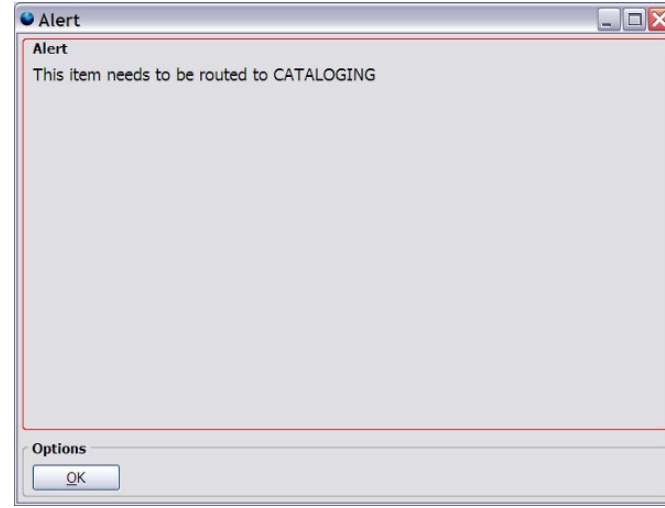 Alert
Alert
This item needs to be routed to CATALOGING
Options
OK